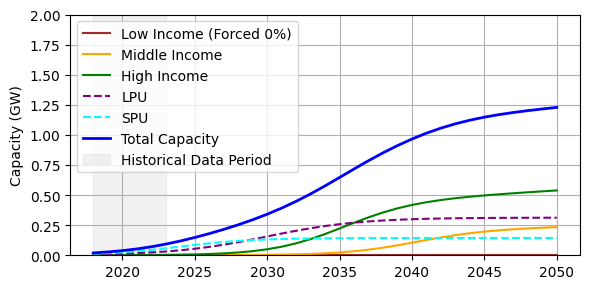 Capacity (GW)
2.00
1.75
1.50
1.25
1.00
0.75
0.50
0.25
0.00
Low Income (Forced 0%)
Middle Income
High Income
LPU
SPU
Total Capacity
Historical Data Period
2020 2025 2030 2035 2040 2045 2050